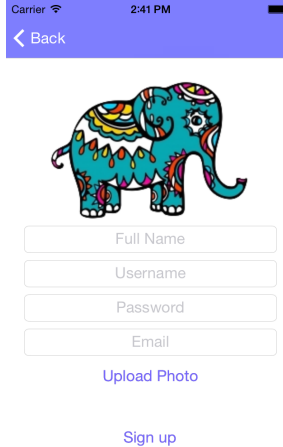 Carrier 2:41 PM
Back
Full Name
Username
Password
Email
Upload Photo
Sign up